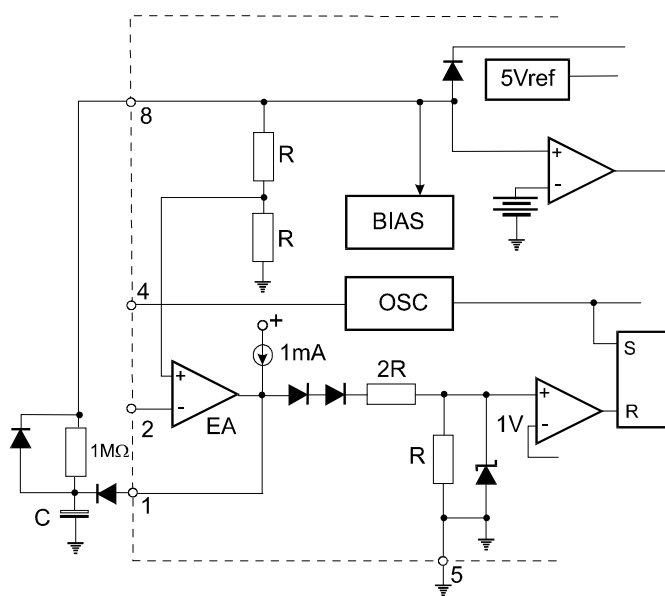 5Vref
8
R
+
-
R
BIAS
4
OSC
+
1mA
S
2R
+
-
EA
2
1V
+
-
R
1MΩ
R
1
C
5